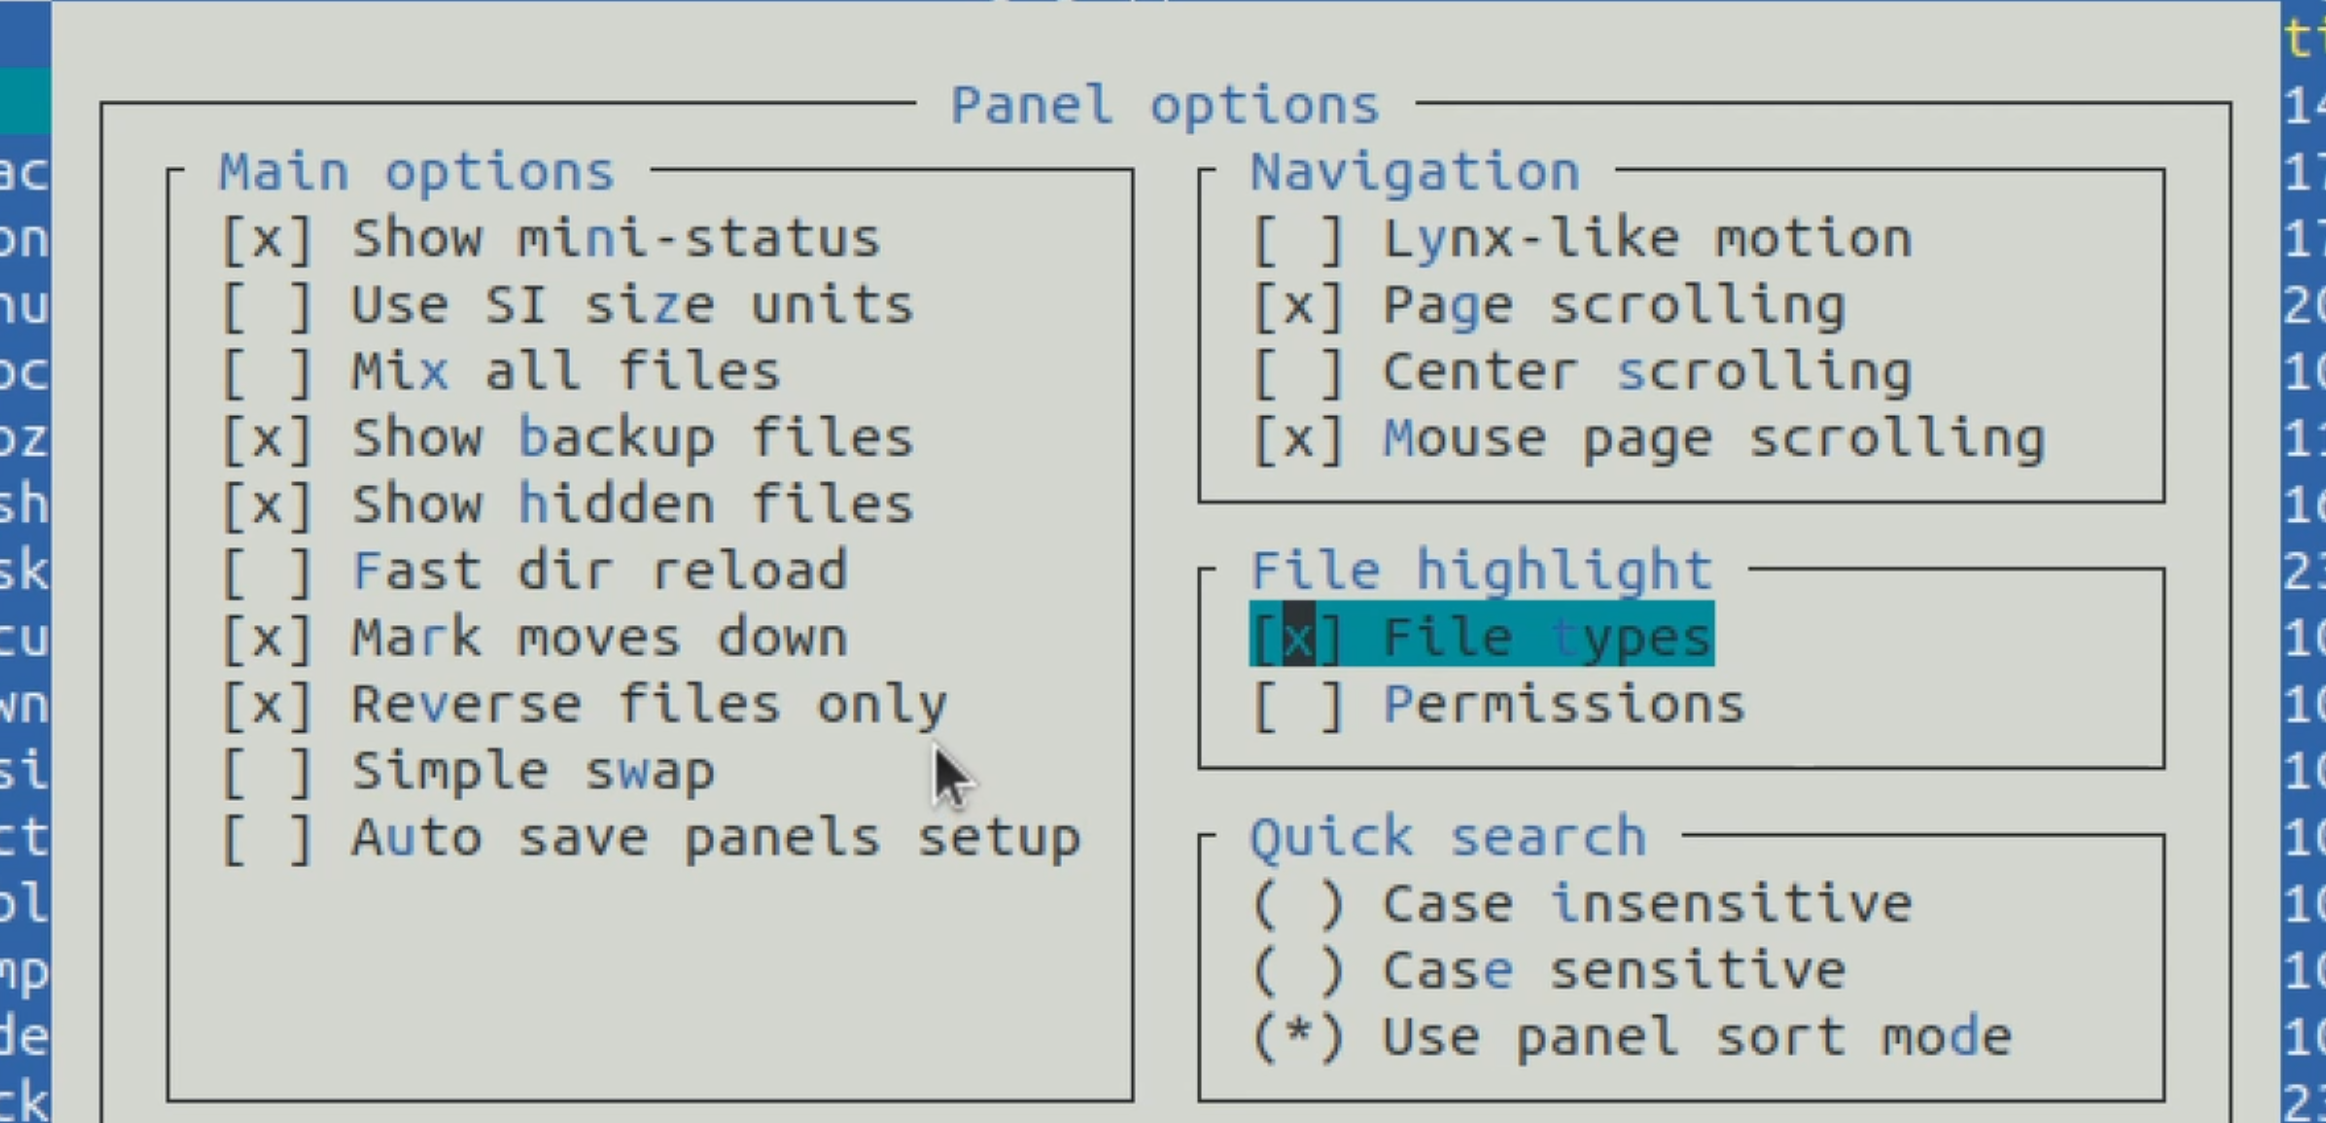 Panel options
Main options
[x] Show mini-status
[ ] Use SI size units
[ ] Mix all files
[x] Show backup files
[x] Show hidden files
[ ] Fast dir reload
[x] Mark moves down
[x] Reverse files only
[ ] Simple swap
[ ] Auto save panels setup
Navigation
[ ] Lynx-like motion
[x] Page scrolling
[ ] Center scrolling
[x] Mouse page scrolling
File highlight
[x] File types
[ ] Permissions
Quick search
( ) Case insensitive
( ) Case sensitive
(*) Use panel sort mode